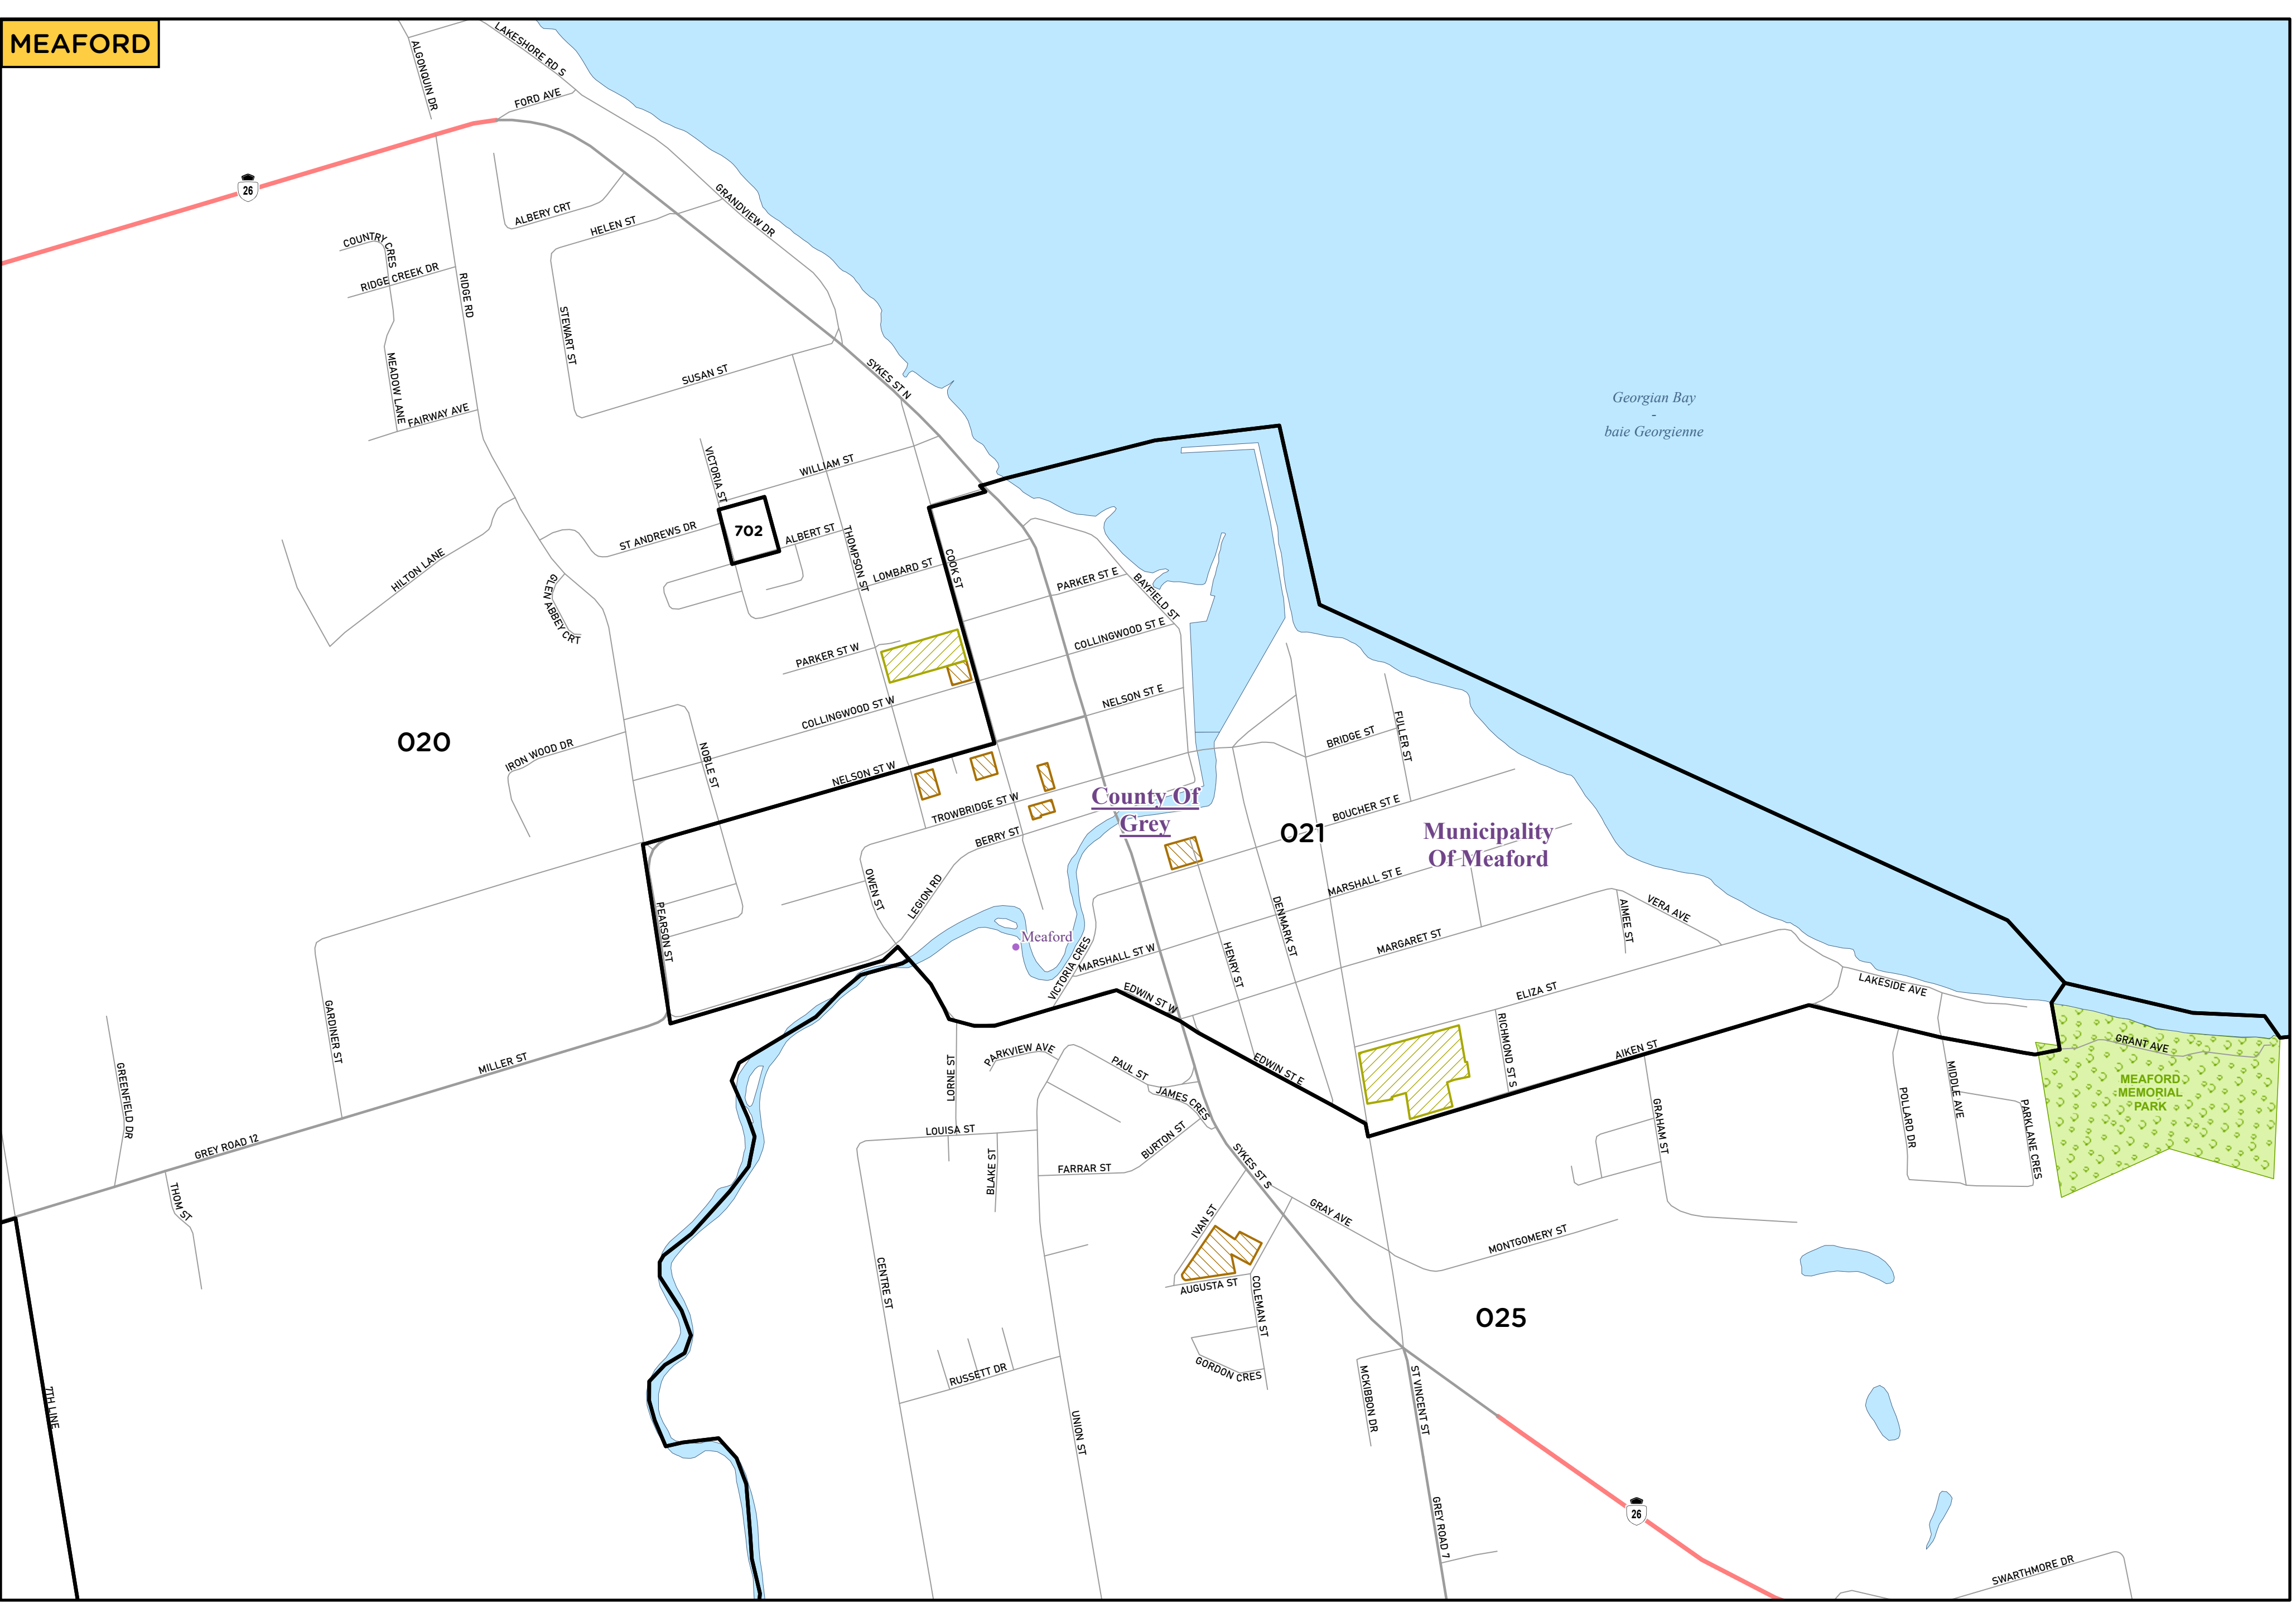 MEAFORD
LAKESHORE RD S
ALGONQUIN DR
FORD AVE
26
ALBERY CRT
HELEN ST
GRANDVIEW DR
COUNTRY CRES
RIDGE CREEK DR
RIDGE RD
STEWART ST
MEADOW LANE
FAIRWAY AVE
SUSAN ST
SYKES ST N
Georgian Bay
-
baie Georgienne
VICTORIA ST
WILLIAM ST
702
ST ANDREWS DR
ALBERT ST
THOMPSON ST
LOMBARD ST
COOK ST
HILTON LANE
GLEN ABBEY CRT
PARKER ST E
BAYFIELD ST
COLLINGWOOD ST E
PARKER ST W
COLLINGWOOD ST W
NELSON ST E
020
IRON WOOD DR
NOBLE ST
NELSON ST W
TROWBRIDGE ST W
BERRY ST
BRIDGE ST
FULLER ST
County Of
Grey
021
BOUCHER ST E
Municipality
Of Meaford
OWEN ST
LEGION RD
PEARSON ST
MARSHALL ST E
DENMARK ST
AIMEE ST
VERA AVE
Meaford
VICTORIA CRES
MARSHALL ST W
HENRY ST
MARGARET ST
EDWIN ST W
ELIZA ST
LAKESIDE AVE
GARDINER ST
GREENFIELD DR
MILLER ST
GREY ROAD 12
THOM ST
LORNE ST
PARKVIEW AVE
PAUL ST
JAMES CRES
EDWIN ST E
RICHMOND ST S
AIKEN ST
GRANT AVE
MEAFORD
MEMORIAL
PARK
POLLARD DR
MIDDLE AVE
PARKLANE CRES
GRAHAM ST
LOUISA ST
BLAKE ST
FARRAR ST
BURTON ST
SYKES ST S
IVAN ST
GRAY AVE
MONTGOMERY ST
AUGUSTA ST
COLEMAN ST
CENTRE ST
025
GORDON CRES
RUSSETT DR
MCKIBBON DR
ST VINCENT ST
UNION ST
7TH LINE
GREY ROAD 7
26
SWARTHMORE DR